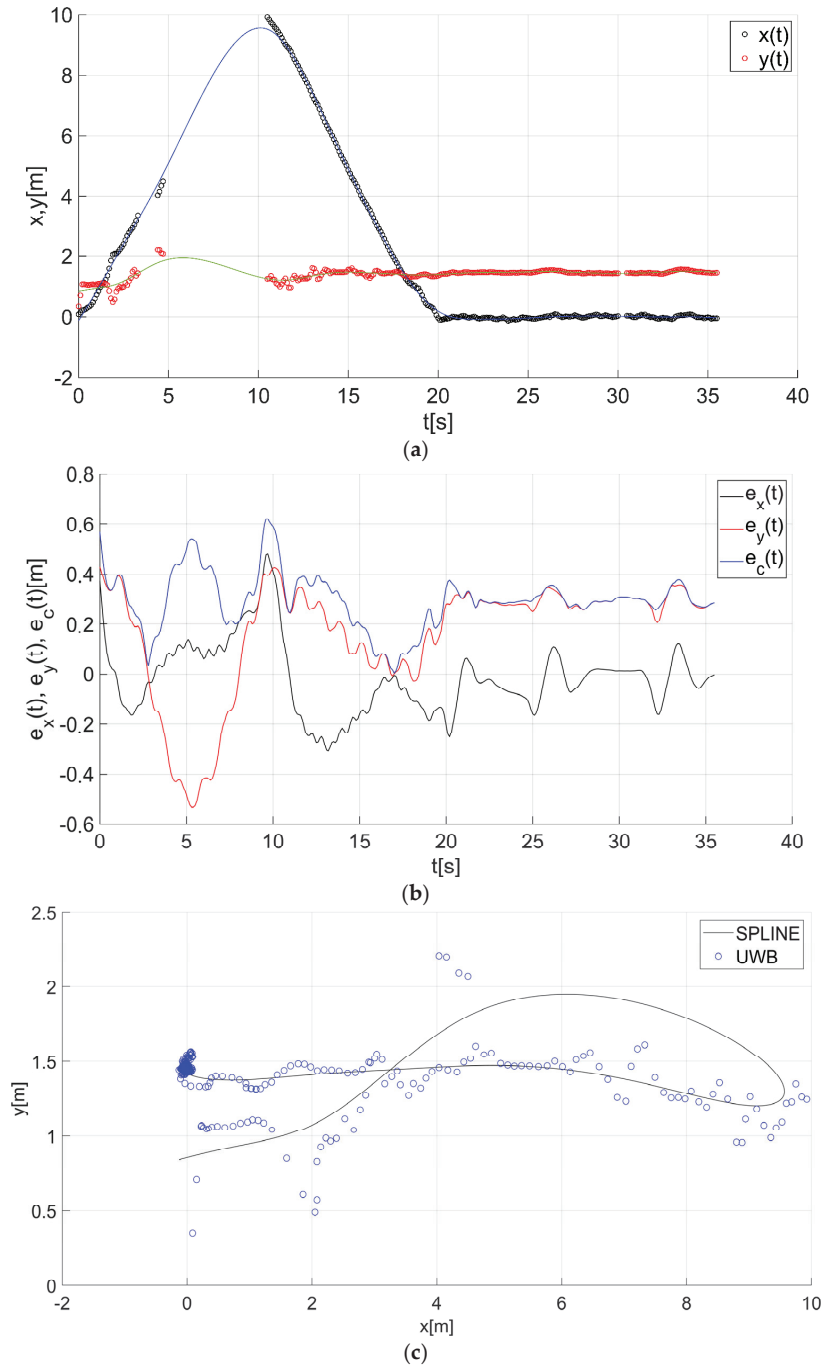 10
8
6
4
2
0
-2
x,y[m]
x(t)
y(t)
0 5 10 15 20 25 30 35 40
t[s]
(a)
0.8
0.6
0.4
0.2
0
-0.2
-0.4
-0.6
e_x(t), e_y(t), e_c(t)[m]
e_x(t)
e_y(t)
e_c(t)
0 5 10 15 20 25 30 35 40
t[s]
(b)
2.5
2
1.5
1
0.5
0
y[m]
SPLINE
UWB
-2 0 2 4 6 8 10
x[m]
(c)